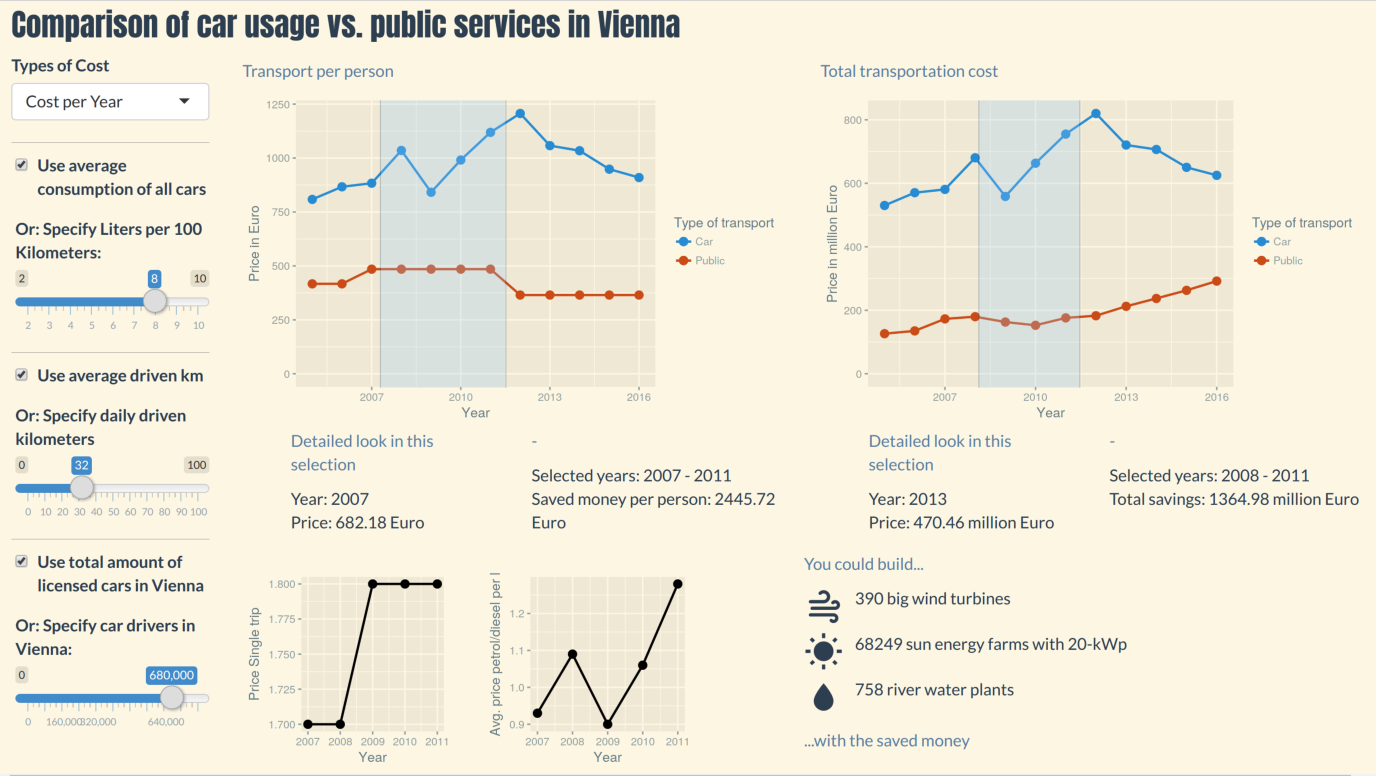 Comparison of car usage vs. public services in Vienna
Types of Cost
Cost per Year
Use average
consumption of all cars
Or: Specify Liters per 100
Kilometers:
2 8 10
2 3 4 5 6 7 8 9 10
Use average driven km
Or: Specify daily driven
kilometers
0 32 100
0 10 20 30 40 50 60 70 80 90 100
Use total amount of
licensed cars in Vienna
Or: Specify car drivers in
Vienna:
0 680,000
0 160,000 320,000 640,000
Transport per person
Price in Euro
1250
1000
750
500
250
0
2007 2010 2013 2016
Year
Type of transport
Car
Public
Total transportation cost
Price in million Euro
800
600
400
200
0
2007 2010 2013 2016
Year
Type of transport
Car
Public
Detailed look in this
selection
Year: 2007
Price: 682.18 Euro
-
Selected years: 2007 - 2011
Saved money per person: 2445.72
Euro
Detailed look in this
selection
Year: 2013
Price: 470.46 million Euro
-
Selected years: 2008 - 2011
Total savings: 1364.98 million Euro
Price Single trip
1.800
1.775
1.750
1.725
1.700
2007 2008 2009 2010 2011
Year
Avg. price petrol/diesel per l
1.2
1.1
1.0
0.9
2007 2008 2009 2010 2011
Year
You could build...
390 big wind turbines
68249 sun energy farms with 20-kWp
758 river water plants
...with the saved money